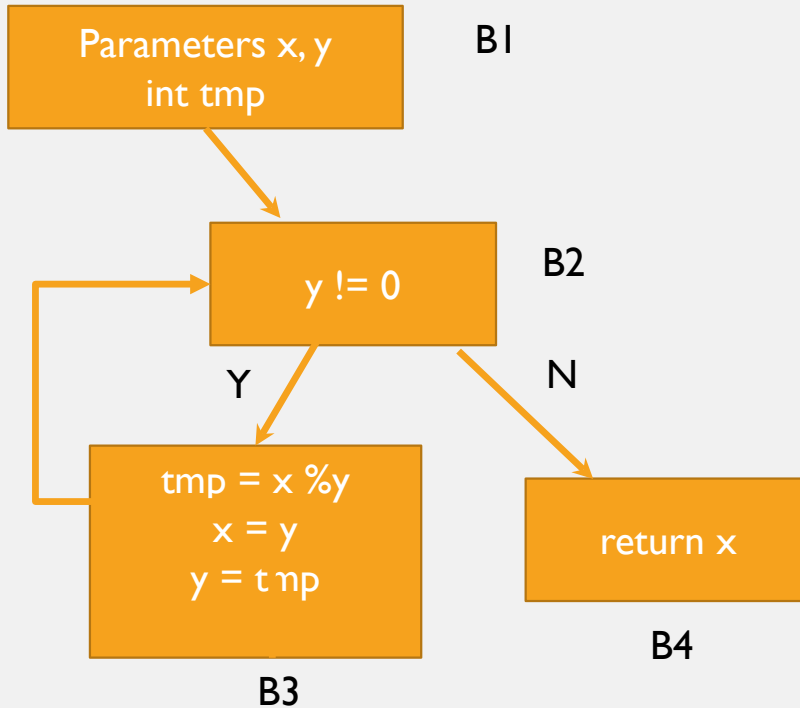 Parameters x, y
int tmp
B1
y != 0
B2
Y
N
tmp = x %y
x = y
y = tmp
return x
B4
B3